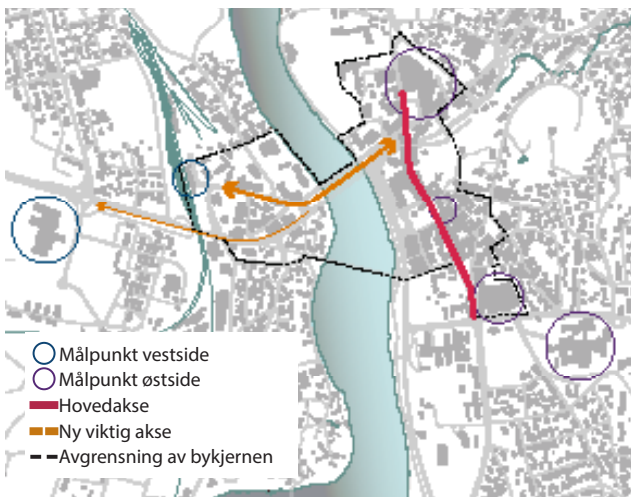 Målpunkt vestside
Målpunkt østside
Hovedakse
Ny viktig akse
Avgrensning av bykjernen